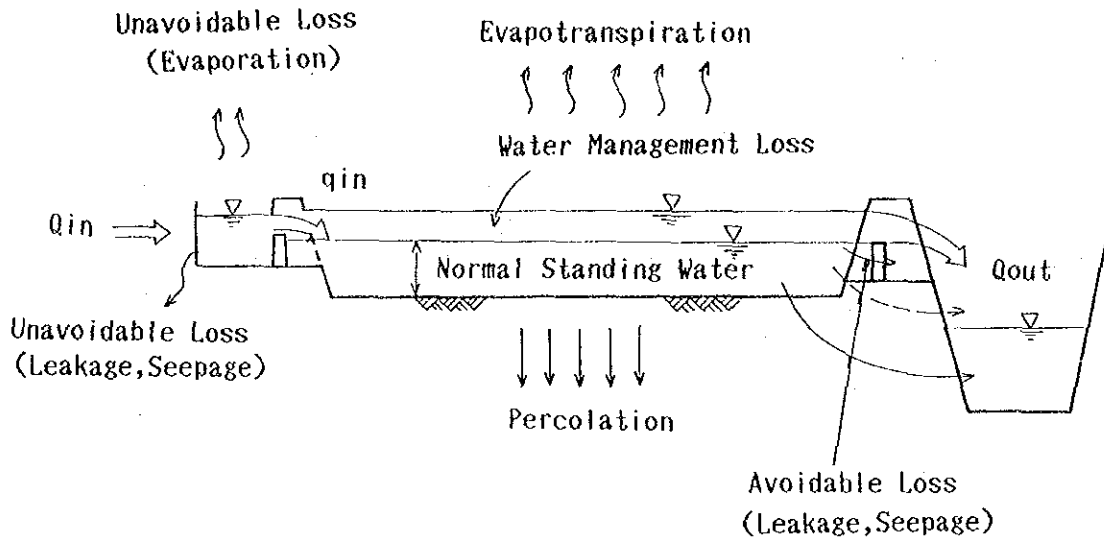 Unavoidable Loss
(Evaporation)
Evapotranspiration
Water Management Loss
qin
Qin
Normal Standing Water
Qout
Unavoidable Loss
(Leakage,Seepage)
Percolation
Avoidable Loss
(Leakage,Seepage)